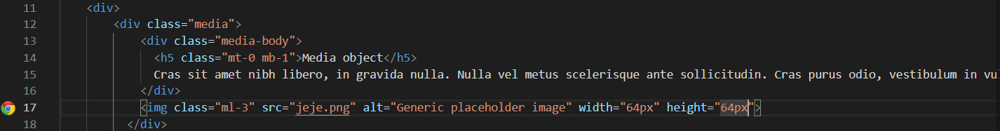 11 <div>
12 <div class="media">
13 <div class="media-body">
14 <h5 class="mt-0 mb-1">Media object</h5>
15 Cras sit amet nibh libero, in gravida nulla. Nulla vel metus scelerisque ante sollicitudin. Cras purus odio, vestibulum in vul
16 </div>
17 <img class="ml-3" src="jeje.png" alt="Generic placeholder image" width="64px" height="64px">
18 </div>